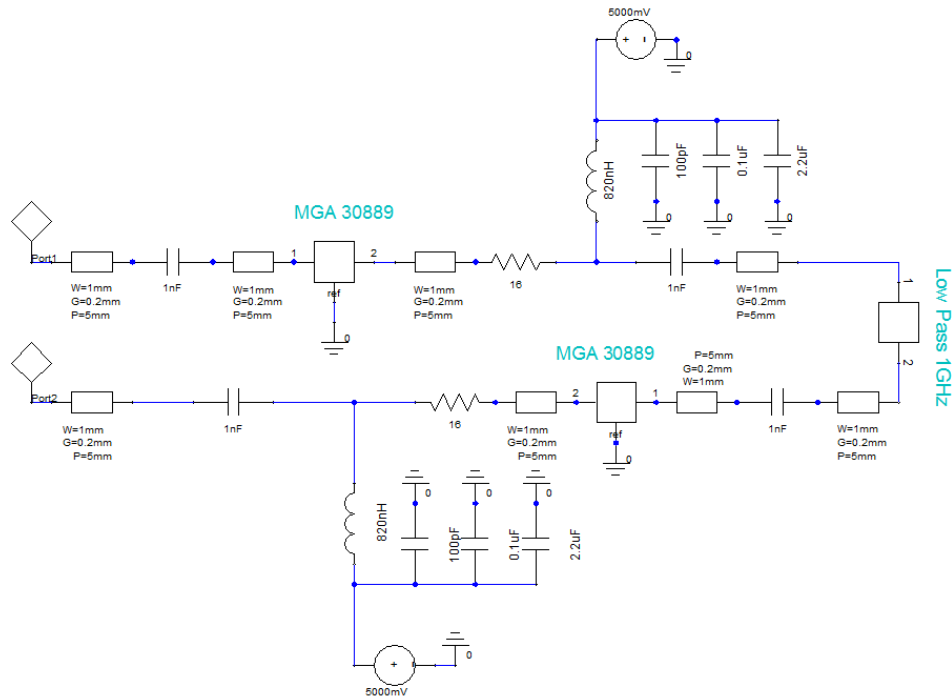 5000mV
+
0
820nH
100pF
0.1uF
2.2uF
0
0
0
MGA 30889
Port1
1
2
ref
0
W=1mm
G=0.2mm
P=5mm
1nF
W=1mm
G=0.2mm
P=5mm
W=1mm
G=0.2mm
P=5mm
16
1nF
W=1mm
G=0.2mm
P=5mm
1
2
Low Pass 1GHz
MGA 30889
P=5mm
G=0.2mm
W=1mm
Port2
2
1
ref
0
W=1mm
G=0.2mm
P=5mm
1nF
16
W=1mm
G=0.2mm
P=5mm
1nF
W=1mm
G=0.2mm
P=5mm
0
0
0
820nH
100pF
0.1uF
2.2uF
0
+
5000mV